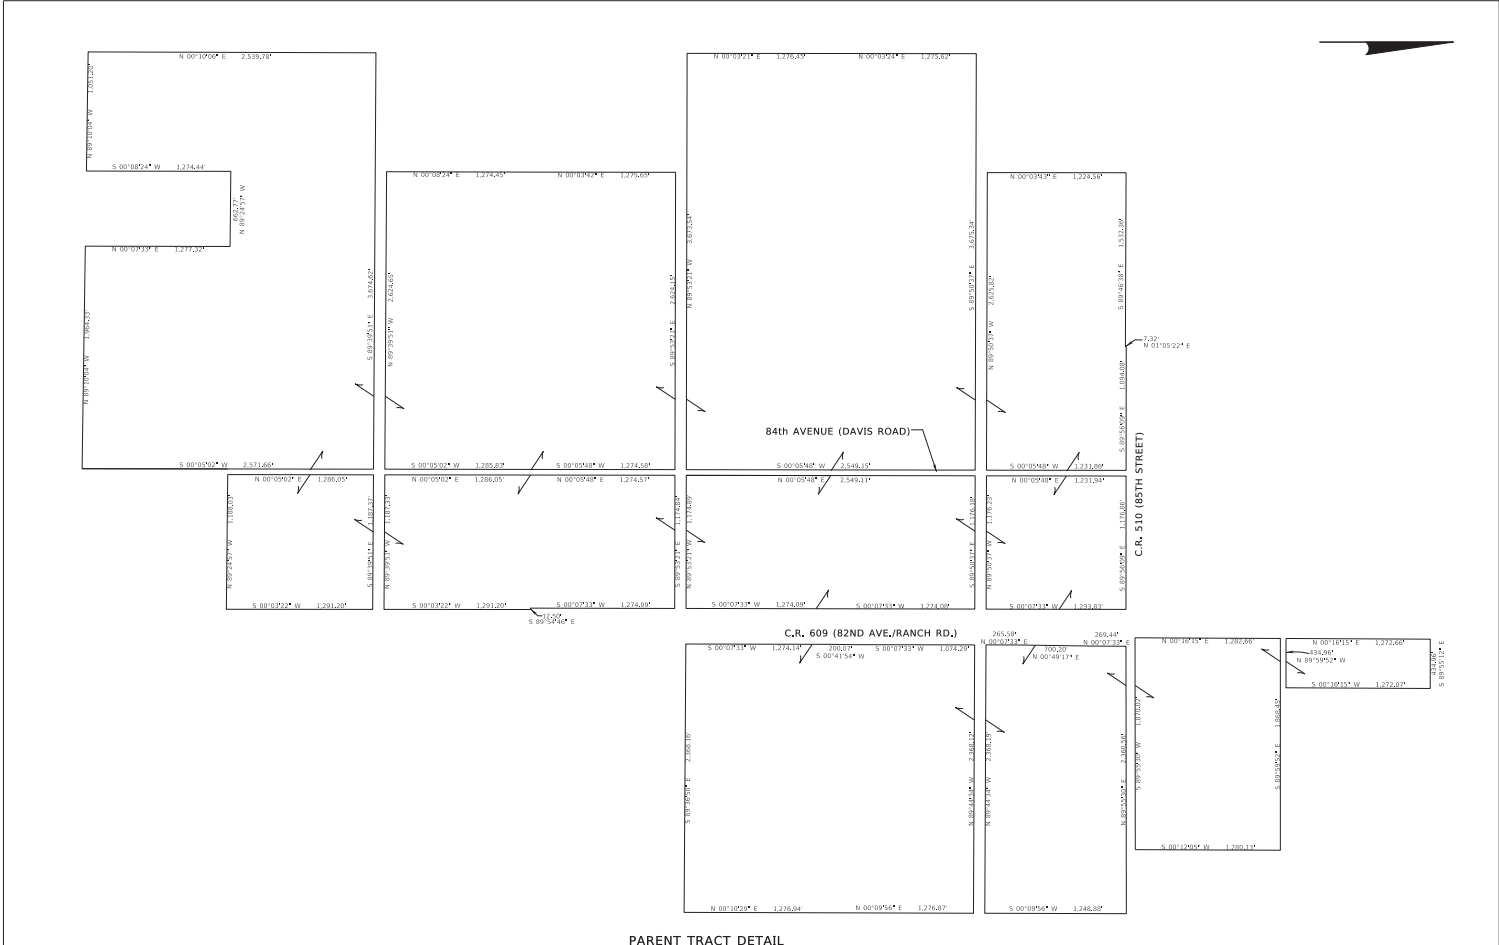 N 00°10'06" E 2,539.78'
N 00°03'21" E 1,276.45'
N 00°03'24" E 1,275.62'
N 89°10'04" W 1,051.20'
S 00°08'24" W 1,274.44'
N 00°08'24" E 1,274.45'
N 00°03'42" E 1,275.65'
N 00°03'43" E 1,224.56'
662.77'
N 89°24'57" W
N 00°07'33" E 1,277.32'
N 89°10'04" W 1,964.33'
S 89°39'51" E 3,674.62'
N 89°39'51" W 2,624.65'
S 89°53'21" E 2,624.15'
N 89°53'21" W 3,673.54'
S 89°50'37" E 3,675.34'
N 89°50'37" W 2,625.82'
S 89°46'38" E 1,532.36'
7.32'
N 01°05'22" E
S 89°56'09" E 1,094.08'
84th AVENUE (DAVIS ROAD)
C.R. 510 (85TH STREET)
S 00°05'02" W 2,571.66'
S 00°05'02" W 1,285.83'
S 00°05'48" W 1,274.58'
S 00°05'48" W 2,549.15'
S 00°05'48" W 1,231.86'
N 00°05'02" E 1,286.05'
N 00°05'02" E 1,286.05'
N 00°05'48" E 1,274.57'
N 00°05'48" E 2,549.11'
N 00°05'48" E 1,231.94'
N 89°24'57" W 1,188.03'
S 89°39'51" E 1,187.37'
N 89°39'51" W 1,187.33'
S 89°53'21" E 1,174.84'
N 89°53'21" W 1,174.89'
S 89°50'37" E 1,176.18'
N 89°50'37" W 1,176.23'
S 89°56'09" E 1,176.86'
S 00°03'22" W 1,291.20'
S 00°03'22" W 1,291.20'
S 00°07'33" W 1,274.09'
S 00°07'33" W 1,274.09'
S 00°07'33" W 1,274.08'
S 00°07'33" W 1,233.83'
12.50'
S 89°54'46" E
C.R. 609 (82ND AVE./RANCH RD.)
265.58'
N 00°07'33" E
269.44'
N 00°07'33" E
S 00°07'33" W 1,274.14'
200.07'
S 00°41'54" W
S 00°07'33" W 1,074.29'
700.20'
N 00°49'17" E
N 00°16'15" E 1,282.66'
N 00°16'15" E 1,272.66'
434.96'
N 89°59'52" W
434.96'
S 89°55'12" E
S 00°16'15" W 1,272.07'
S 89°36'50" E 2,368.16'
N 89°44'34" W 2,368.12'
N 89°44'34" W 2,368.19'
N 89°55'30" E 2,360.56'
S 89°59'30" W 1,870.02'
S 89°59'52" E 1,868.45'
S 00°12'05" W 1,280.13'
N 00°10'29" E 1,276.94'
N 00°09'56" E 1,276.87'
S 00°09'56" W 1,248.88'
PARENT TRACT DETAIL